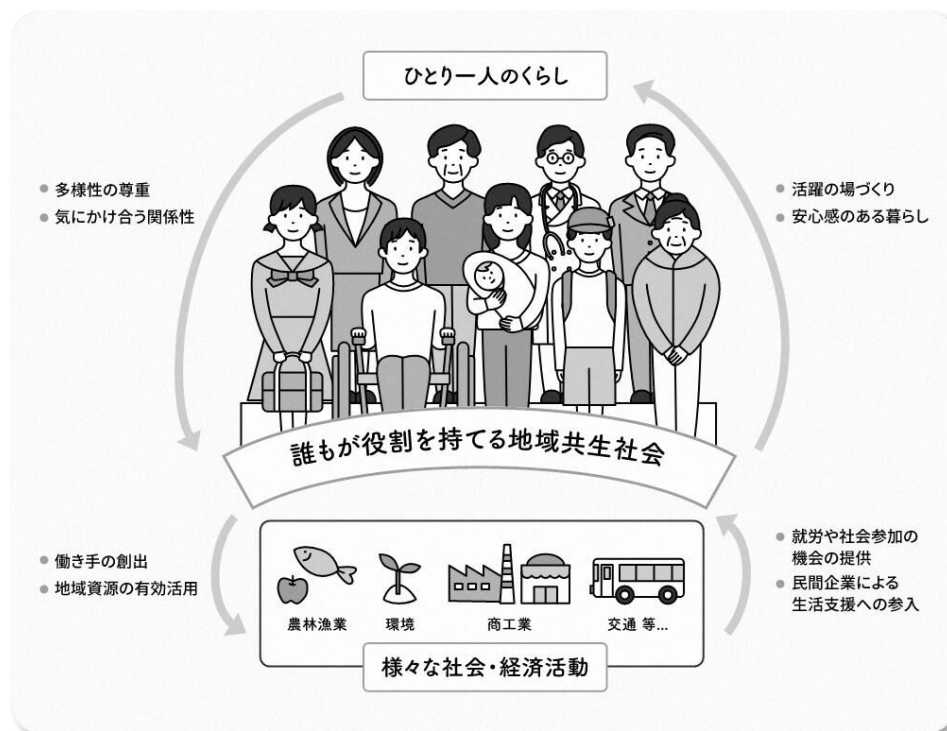 ひとり一人のくらし
● 多様性の尊重
● 気にかけ合う関係性
● 活躍の場づくり
● 安心感のある暮らし
誰もが役割を持てる地域共生社会
● 働き手の創出
● 地域資源の有効活用
● 就労や社会参加の
機会の提供
● 民間企業による
生活支援への参入
農林漁業
環境
商工業
交通 等...
様々な社会・経済活動